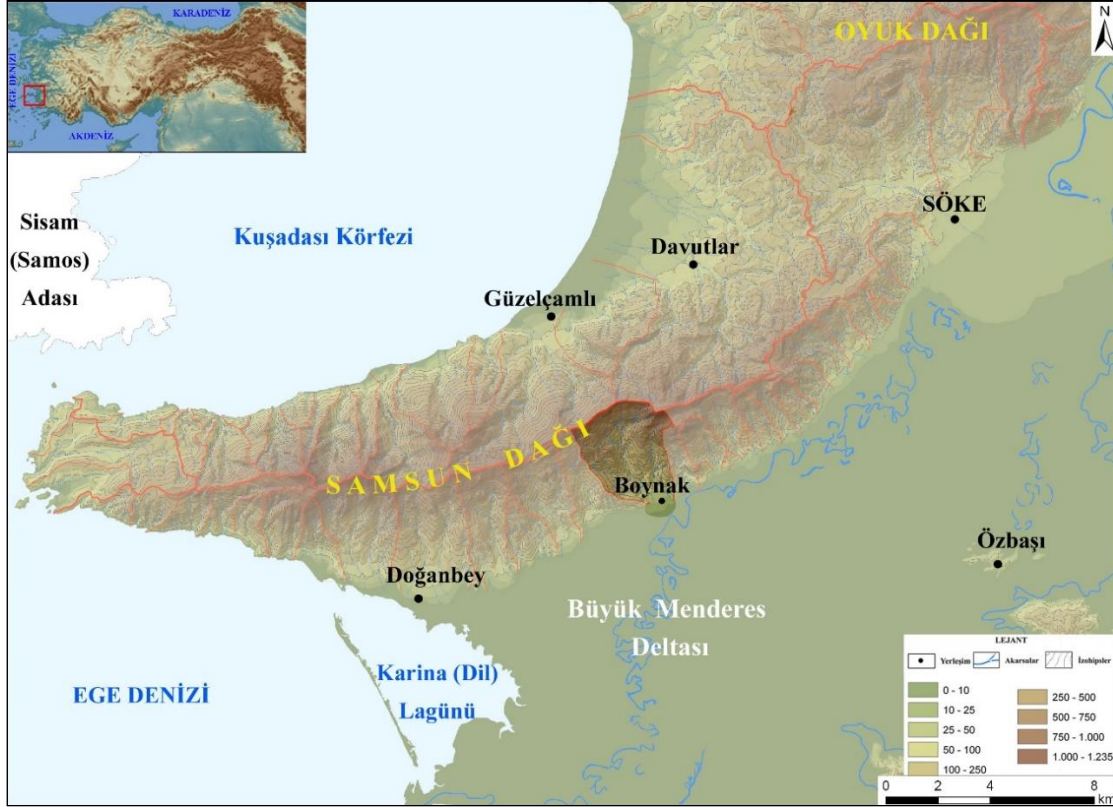 KARADENİZ
EGE DENİZİ
AKDENİZ
OYUK DAĞI
N
SÖKE
Sisam
(Samos)
Adası
Kuşadası Körfezi
Davutlar
Güzelçamlı
SAMSUN DAĞI
Boynak
Özbaşı
Doğanbey
Büyük Menderes
Deltası
Karina (Dil)
Lagünü
EGE DENİZİ
LEJANT
Yerleşim
Akarsular
İzohipsler
0 - 10
10 - 25
25 - 50
50 - 100
100 - 250
250 - 500
500 - 750
750 - 1.000
1.000 - 1.235
0 2 4 8
km